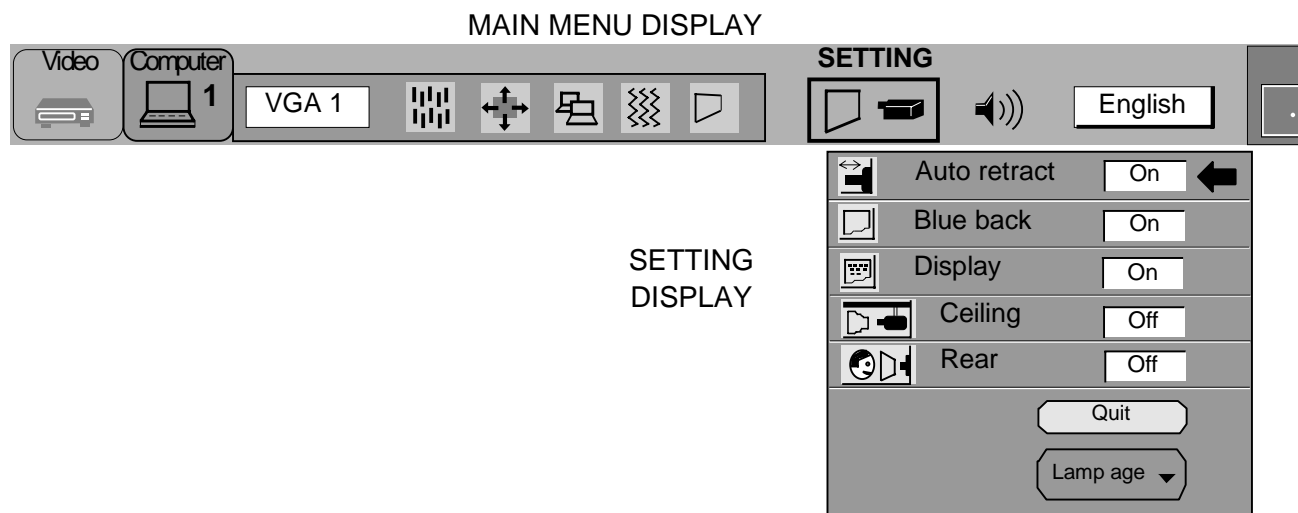 MAIN MENU DISPLAY
Video
Computer
1
VGA 1
SETTING
English
Auto retract On
Blue back On
SETTING
DISPLAY
Display On
Ceiling Off
Rear Off
Quit
Lamp age